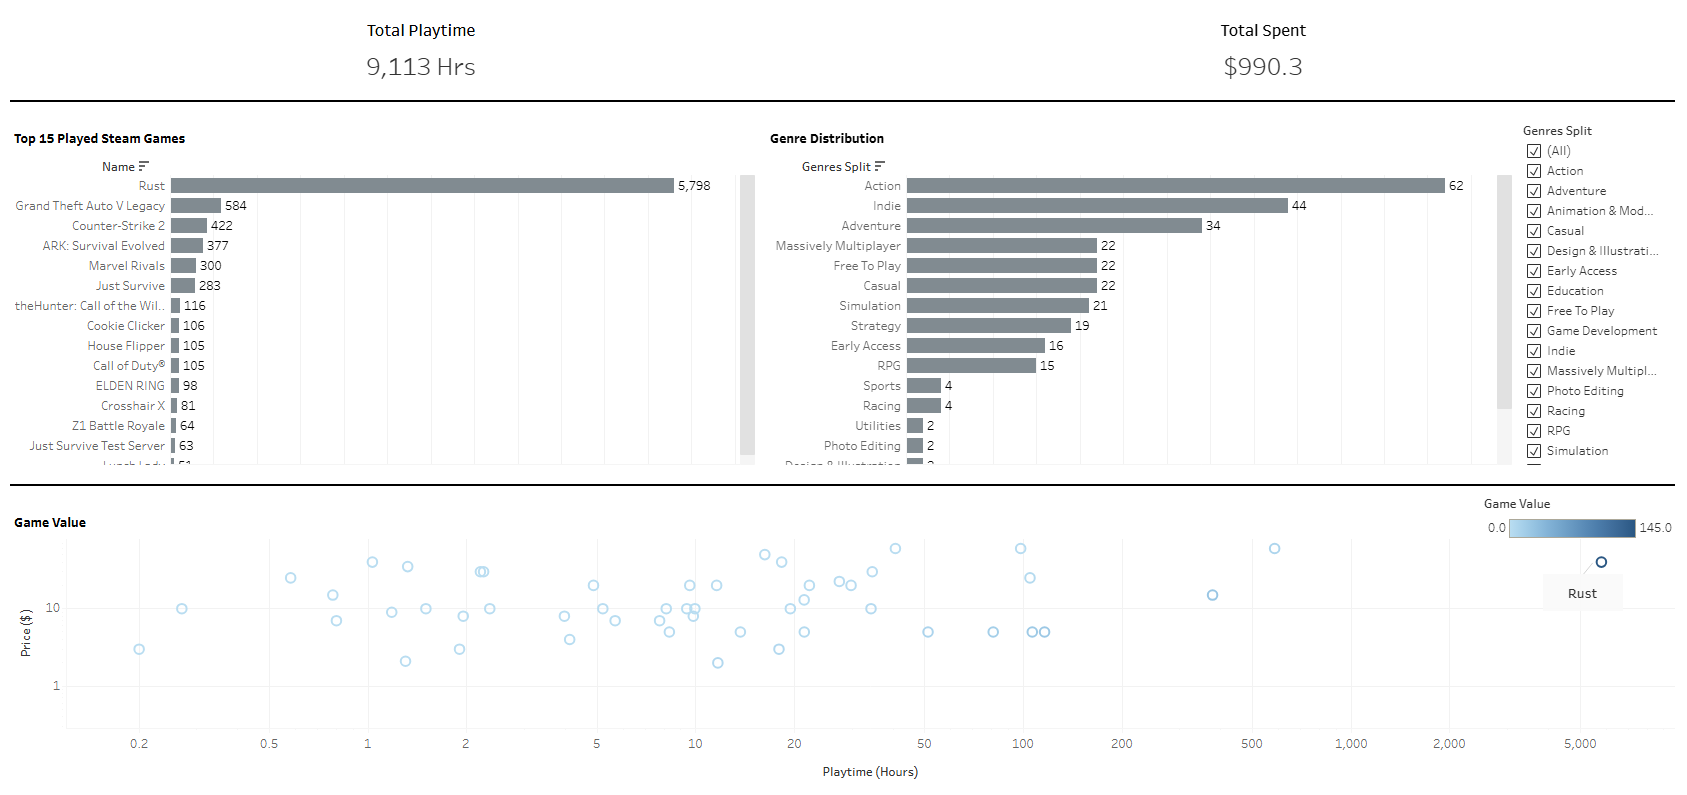 Total Playtime
9,113 Hrs
Total Spent
$990.3
Top 15 Played Steam Games
Name
Rust 5,798
Grand Theft Auto V Legacy 584
Counter-Strike 2 422
ARK: Survival Evolved 377
Marvel Rivals 300
Just Survive 283
theHunter: Call of the Wil.. 116
Cookie Clicker 106
House Flipper 105
Call of Duty® 105
ELDEN RING 98
Crosshair X 81
Z1 Battle Royale 64
Just Survive Test Server 63
Genre Distribution
Genres Split
Action 62
Indie 44
Adventure 34
Massively Multiplayer 22
Free To Play 22
Casual 22
Simulation 21
Strategy 19
Early Access 16
RPG 15
Sports 4
Racing 4
Utilities 2
Photo Editing 2
Design & Illustration
Genres Split
(All)
Action
Adventure
Animation & Mod...
Casual
Design & Illustrati...
Early Access
Education
Free To Play
Game Development
Indie
Massively Multipl...
Photo Editing
Racing
RPG
Simulation
Game Value
Game Value
0.0 145.0
Rust
Price ($)
10
1
0.2 0.5 1 2 5 10 20 50 100 200 500 1,000 2,000 5,000
Playtime (Hours)